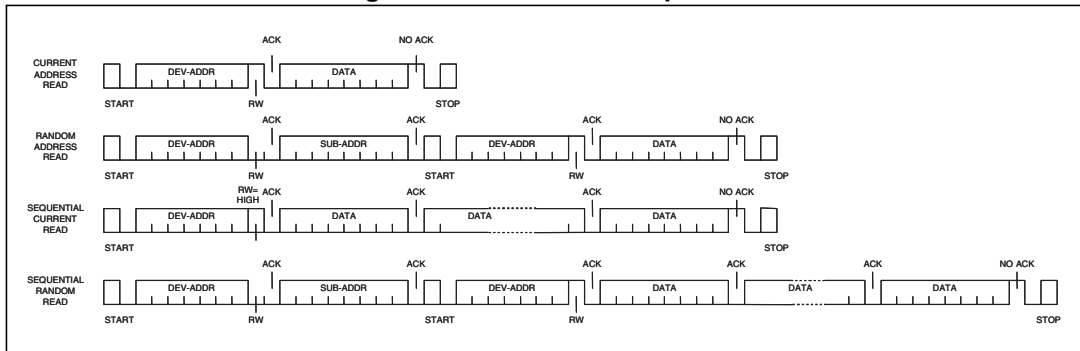 ACK NO ACK
CURRENT
ADDRESS
READ
DEV-ADDR DATA
START RW STOP
ACK ACK ACK NO ACK
RANDOM
ADDRESS
READ
DEV-ADDR SUB-ADDR DEV-ADDR DATA
START RW START RW STOP
RW=
HIGH
ACK ACK ACK NO ACK
SEQUENTIAL
CURRENT
READ
DEV-ADDR DATA DATA DATA
START STOP
ACK ACK ACK ACK ACK NO ACK
SEQUENTIAL
RANDOM
READ
DEV-ADDR SUB-ADDR DEV-ADDR DATA DATA DATA
START RW START RW STOP